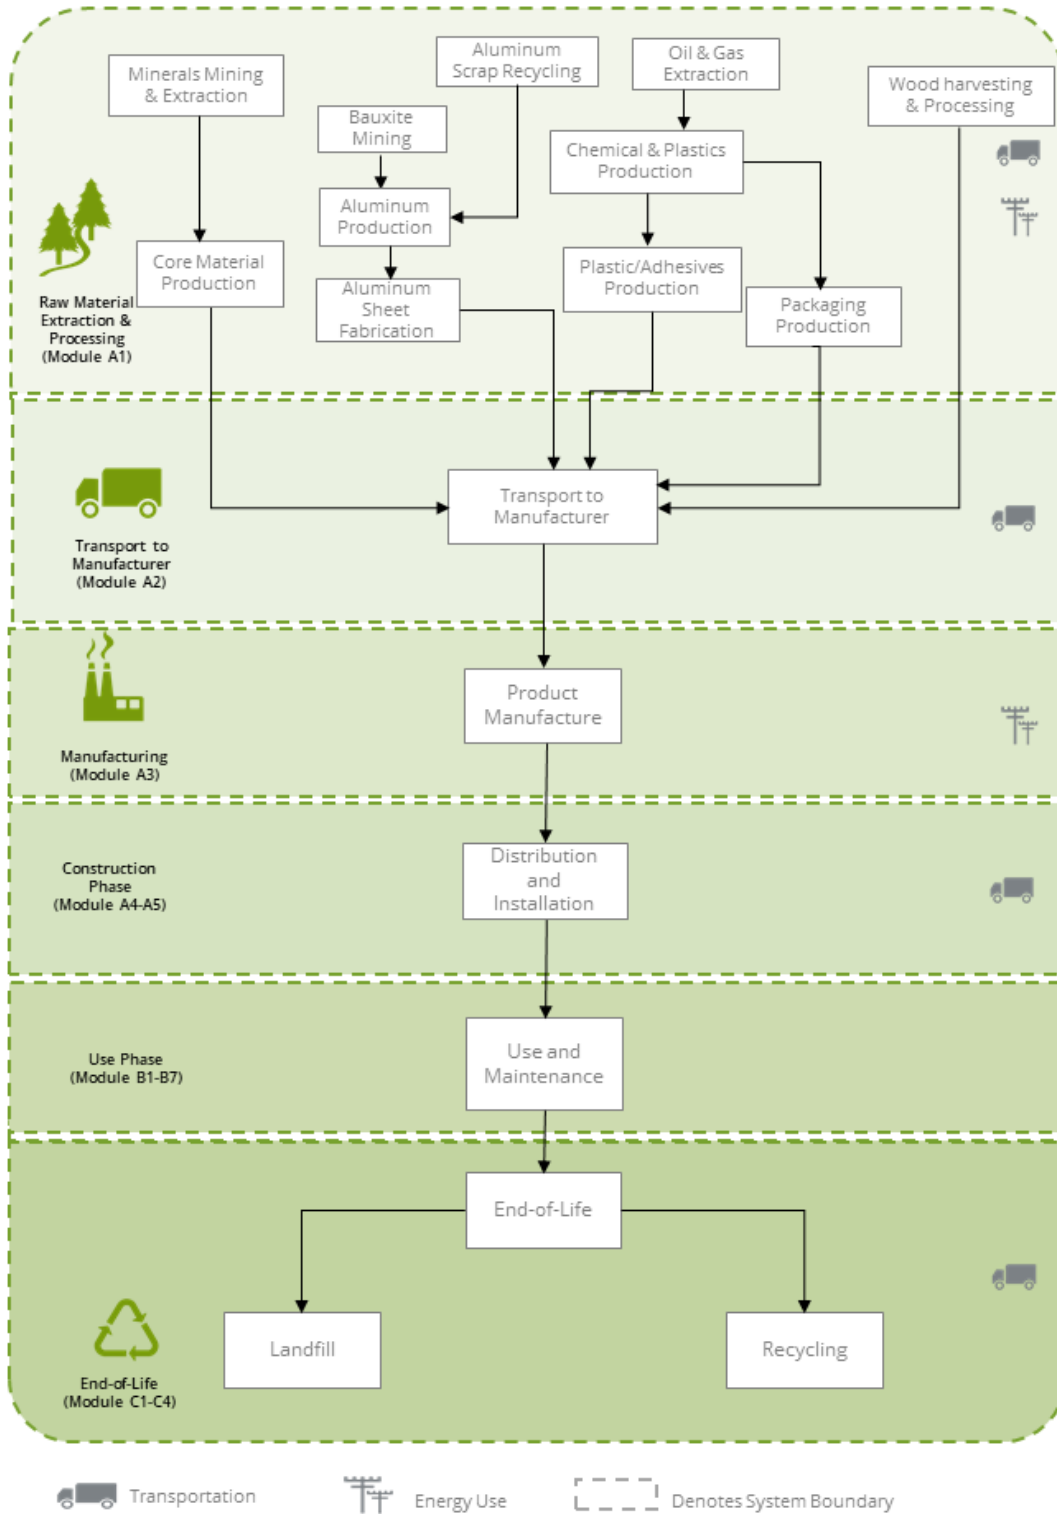 Minerals Mining
& Extraction
Aluminum
Scrap Recycling
Oil & Gas
Extraction
Wood harvesting
& Processing
Bauxite
Mining
Chemical & Plastics
Production
Aluminum
Production
Core Material
Production
Plastic/Adhesives
Production
Aluminum
Sheet
Fabrication
Packaging
Production
Raw Material
Extraction &
Processing
(Module A1)
Transport to
Manufacturer
Transport to
Manufacturer
(Module A2)
Product
Manufacture
Manufacturing
(Module A3)
Distribution
and
Installation
Construction
Phase
(Module A4-A5)
Use and
Maintenance
Use Phase
(Module B1-B7)
End-of-Life
Landfill
Recycling
End-of-Life
(Module C1-C4)
Transportation
Energy Use
Denotes System Boundary